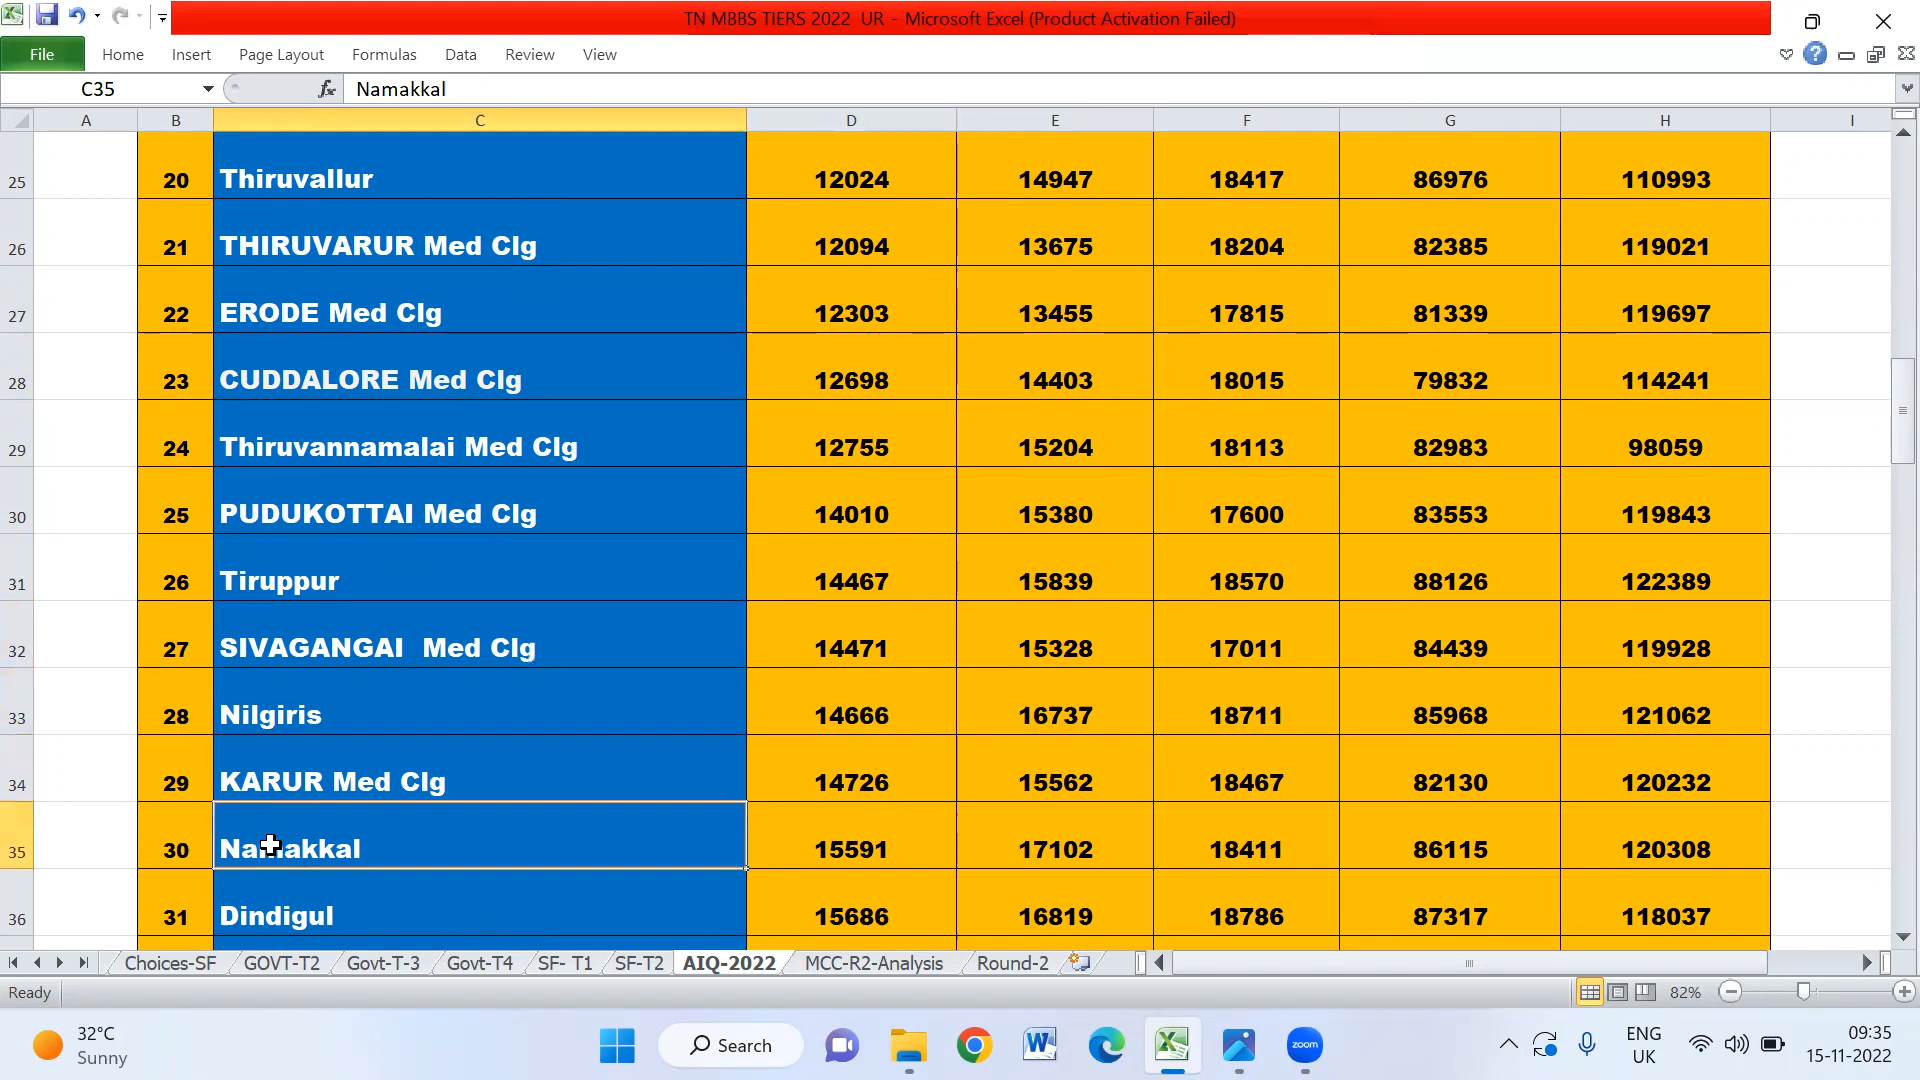 TN MBBS TIERS 2022 UR - Microsoft Excel (Product Activation Failed)
File Home Insert Page Layout Formulas Data Review View
C35 fx Namakkal
A B C D E F G H I
25 20 Thiruvallur 12024 14947 18417 86976 110993
26 21 THIRUVARUR Med Clg 12094 13675 18204 82385 119021
27 22 ERODE Med Clg 12303 13455 17815 81339 119697
28 23 CUDDALORE Med Clg 12698 14403 18015 79832 114241
29 24 Thiruvannamalai Med Clg 12755 15204 18113 82983 98059
30 25 PUDUKOTTAI Med Clg 14010 15380 17600 83553 119843
31 26 Tiruppur 14467 15839 18570 88126 122389
32 27 SIVAGANGAI Med Clg 14471 15328 17011 84439 119928
33 28 Nilgiris 14666 16737 18711 85968 121062
34 29 KARUR Med Clg 14726 15562 18467 82130 120232
35 30 Namakkal 15591 17102 18411 86115 120308
36 31 Dindigul 15686 16819 18786 87317 118037
Choices-SF GOVT-T2 Govt-T-3 Govt-T4 SF- T1 SF-T2 AIQ-2022 MCC-R2-Analysis Round-2
Ready 82%
32°C
Sunny
Search
zoom
ENG
UK
09:35
15-11-2022